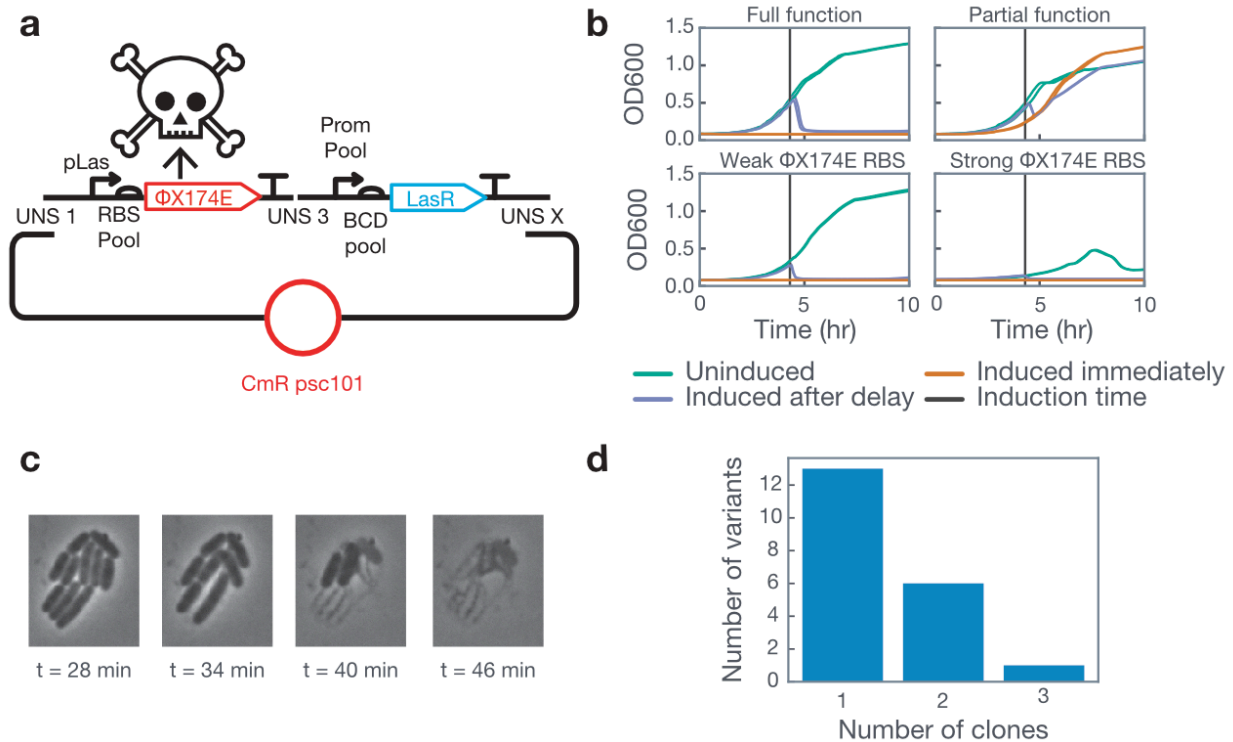 a
pLas
Prom
Pool
ΦX174E
LasR
UNS 1
RBS
Pool
UNS 3
BCD
pool
UNS X
CmR psc101
b
Full function
Partial function
OD600
1.5
1.0
0.5
0.0
OD600
Weak ΦX174E RBS
Strong ΦX174E RBS
OD600
1.5
1.0
0.5
0.0
0
5
10
0
5
10
Time (hr)
Time (hr)
Uninduced
Induced immediately
Induced after delay
Induction time
c
t = 28 min
t = 34 min
t = 40 min
t = 46 min
d
Number of variants
12
10
8
6
4
2
0
1
2
3
Number of clones